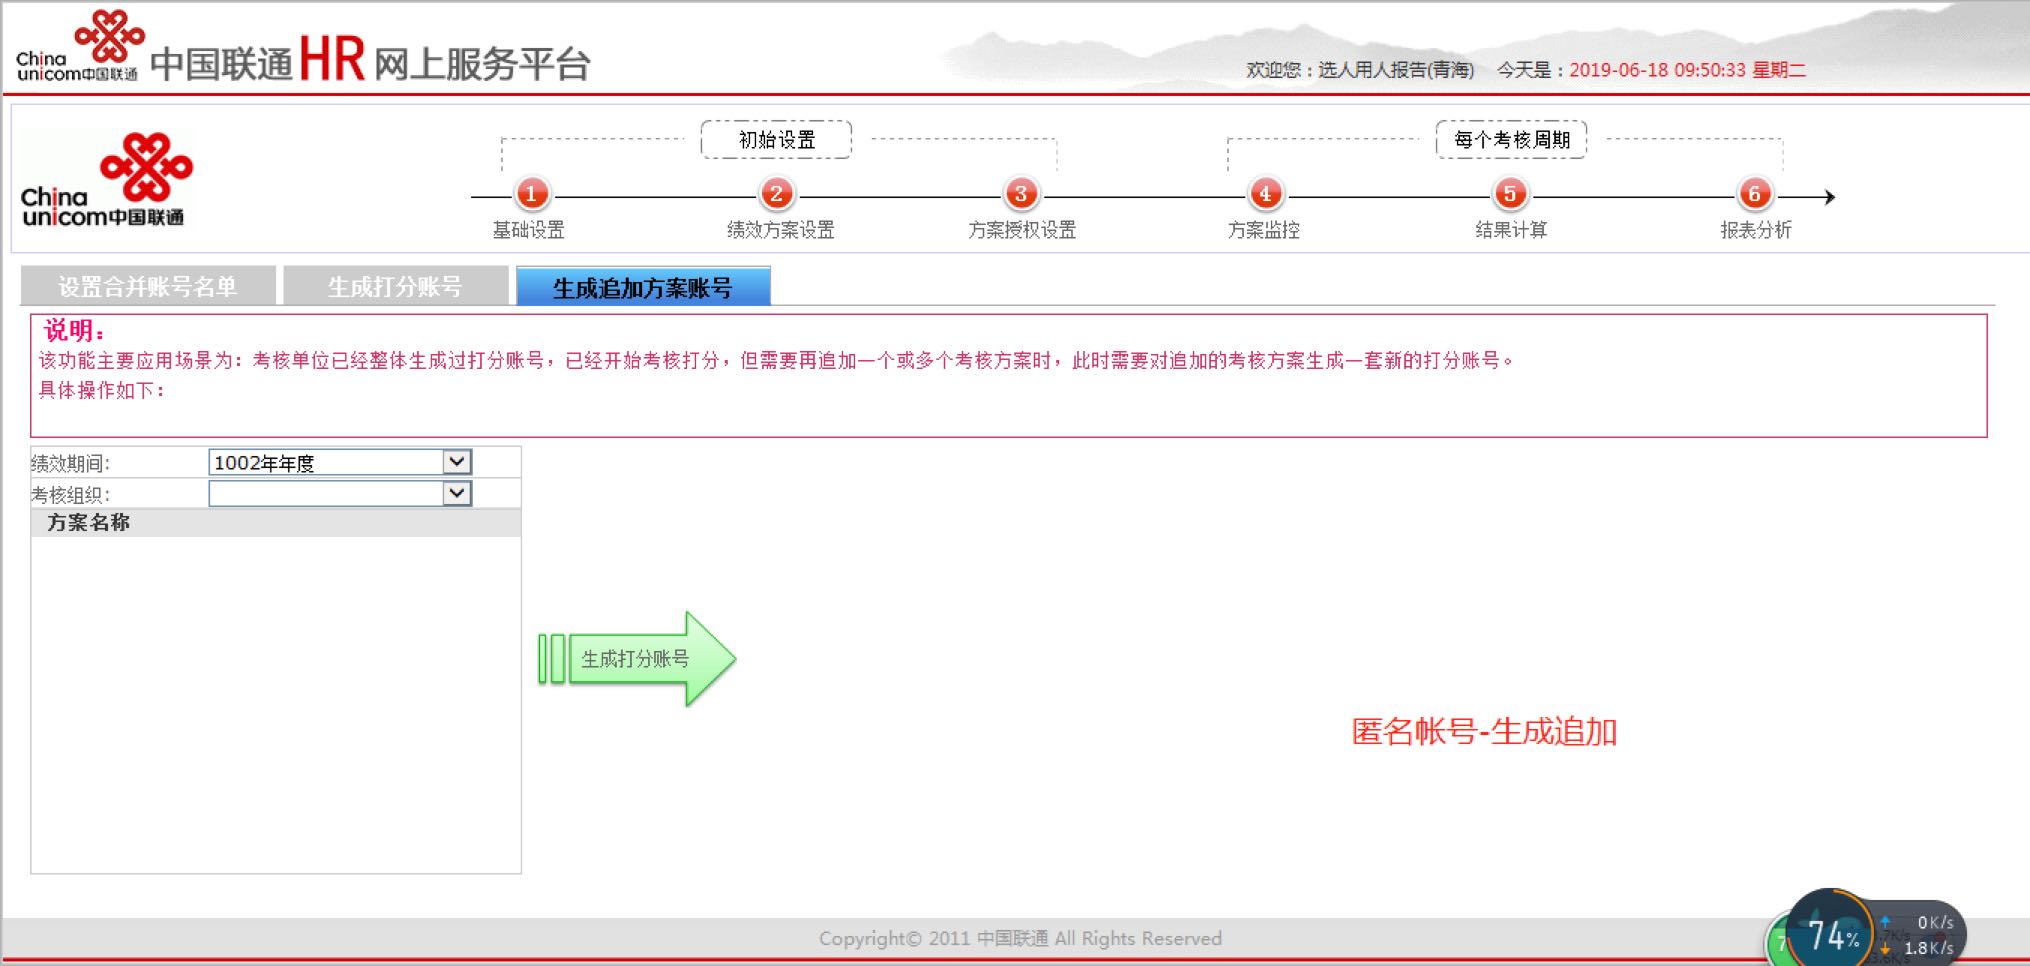 China
unicom中国联通
中国联通HR网上服务平台
欢迎您：选人用人报告(青海) 今天是：2019-06-18 09:50:33 星期二
China
unicom中国联通
初始设置
每个考核周期
1 2 3 4 5 6
基础设置 绩效方案设置 方案授权设置 方案监控 结果计算 报表分析
设置合并账号名单 生成打分账号 生成追加方案账号
说明：
该功能主要应用场景为：考核单位已经整体生成过打分账号，已经开始考核打分，但需要再追加一个或多个考核方案时，此时需要对追加的考核方案生成一套新的打分账号。
具体操作如下：
绩效期间： 1002年年度
考核组织：
方案名称
生成打分账号
匿名帐号-生成追加
Copyright© 2011 中国联通 All Rights Reserved
74%
0K/s
1.8K/s